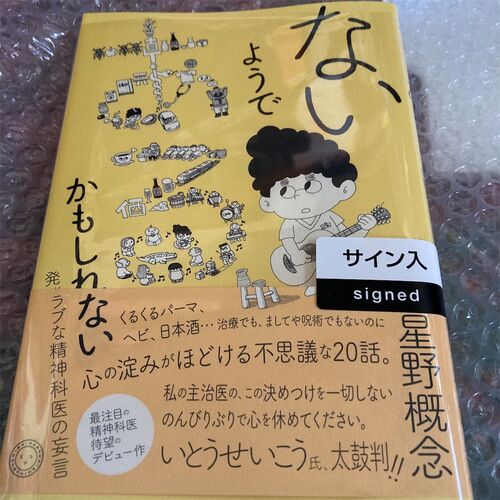 ない
ようで
ある
かもしれない
発ラブな精神科医の妄言
星野概念
サイン入
signed
くるくるパーマ、
ヘビ、日本酒…治療でも、ましてや呪術でもないのに
心の淀みがほどける不思議な20話。
私の主治医の、この決めつけを一切しない
のんびりぶりで心を休めてください。
いとうせいこう氏、太鼓判!!
最注目の
精神科医
待望の
デビュー作